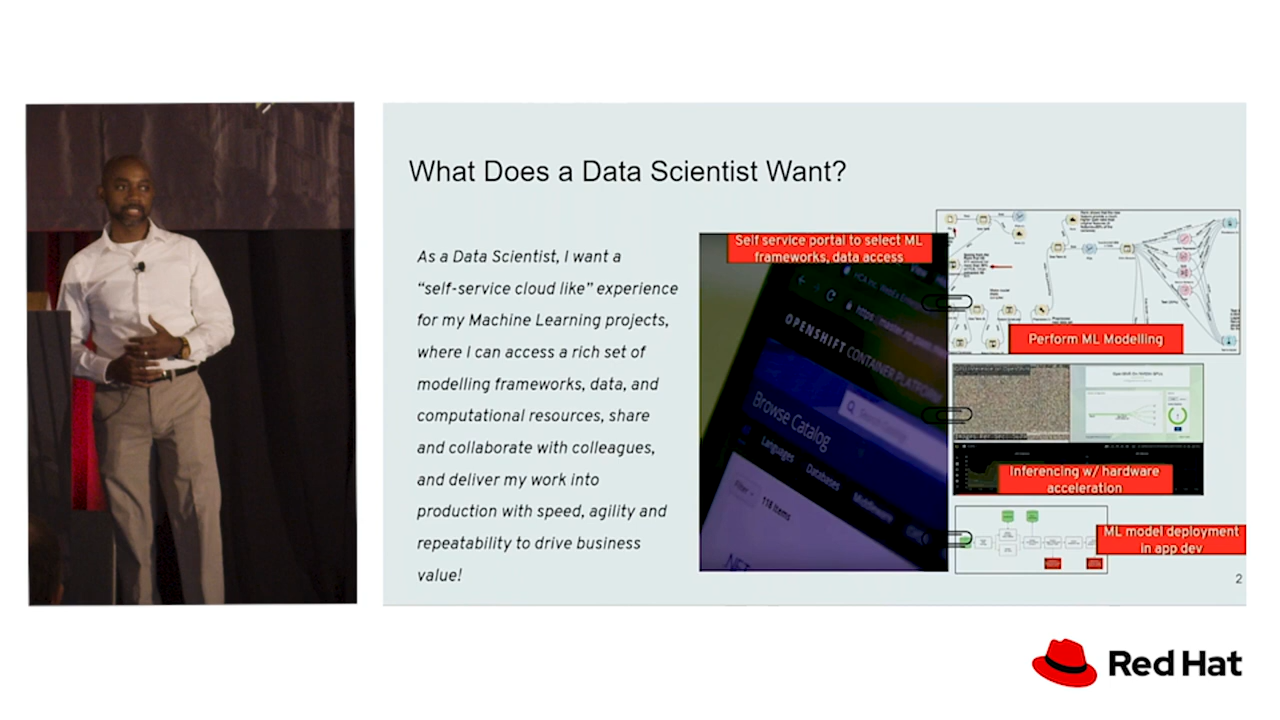 What Does a Data Scientist Want?
As a Data Scientist, I want a
“self-service cloud like” experience
for my Machine Learning projects,
where I can access a rich set of
modelling frameworks, data, and
computational resources, share
and collaborate with colleagues,
and deliver my work into
production with speed, agility and
repeatability to drive business
value!
Self service portal to select ML
frameworks, data access
OPENSHIFT CONTAINER PLATFORM
Browse Catalog
Languages Databases Middleware
Filter
118 Items
.NET
Perform ML Modelling
Inferencing w/ hardware
acceleration
ML model deployment
in app dev
2
Red Hat